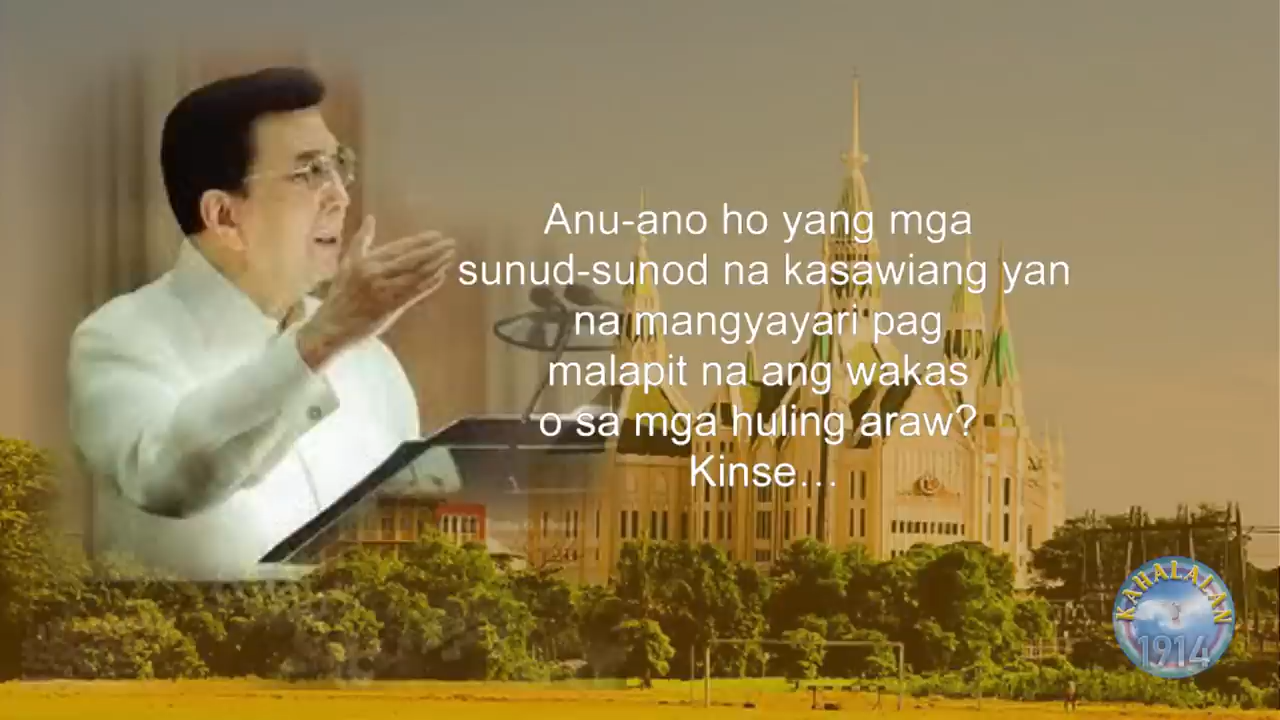 Anu-ano ho yang mga
sunud-sunod na kasawiang yan
na mangyayari pag
malapit na ang wakas
o sa mga huling araw?
Kinse...
KAHALALAN
1914